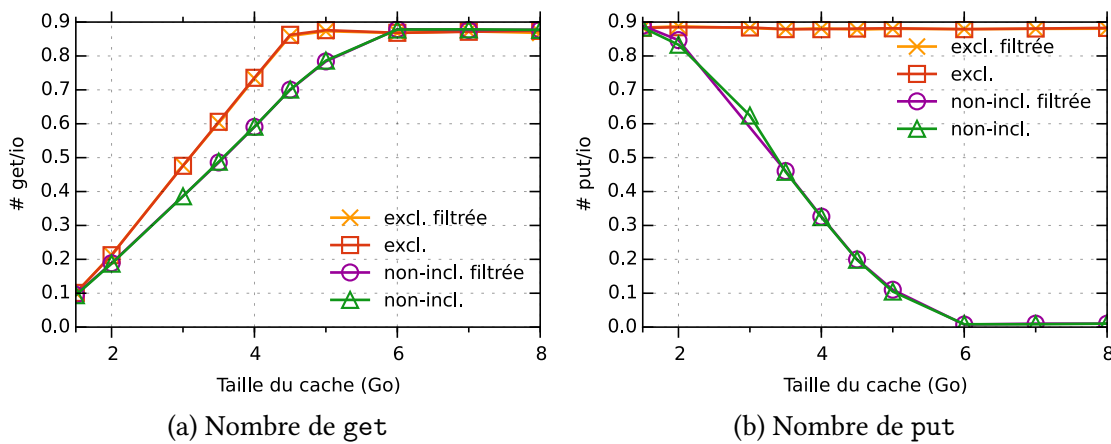 0.9
0.8
0.7
0.6
0.5
0.4
0.3
0.2
0.1
0.0
# get/io
excl. filtrée
excl.
non-incl. filtrée
non-incl.
2 4 6 8
Taille du cache (Go)
(a) Nombre de get
0.9
0.8
0.7
0.6
0.5
0.4
0.3
0.2
0.1
0.0
# put/io
excl. filtrée
excl.
non-incl. filtrée
non-incl.
2 4 6 8
Taille du cache (Go)
(b) Nombre de put